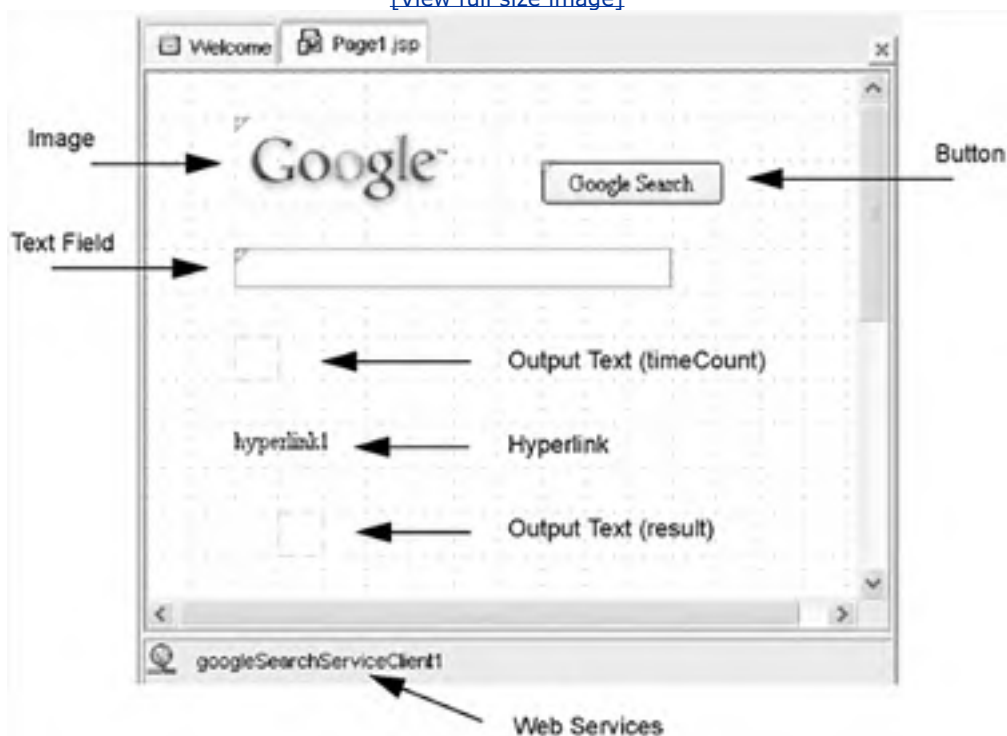 [View full size image]
Welcome
Page1.jsp
Image
Google™
Google Search
Button
Text Field
Output Text (timeCount)
hyperlink1
Hyperlink
Output Text (result)
googleSearchServiceClient1
Web Services